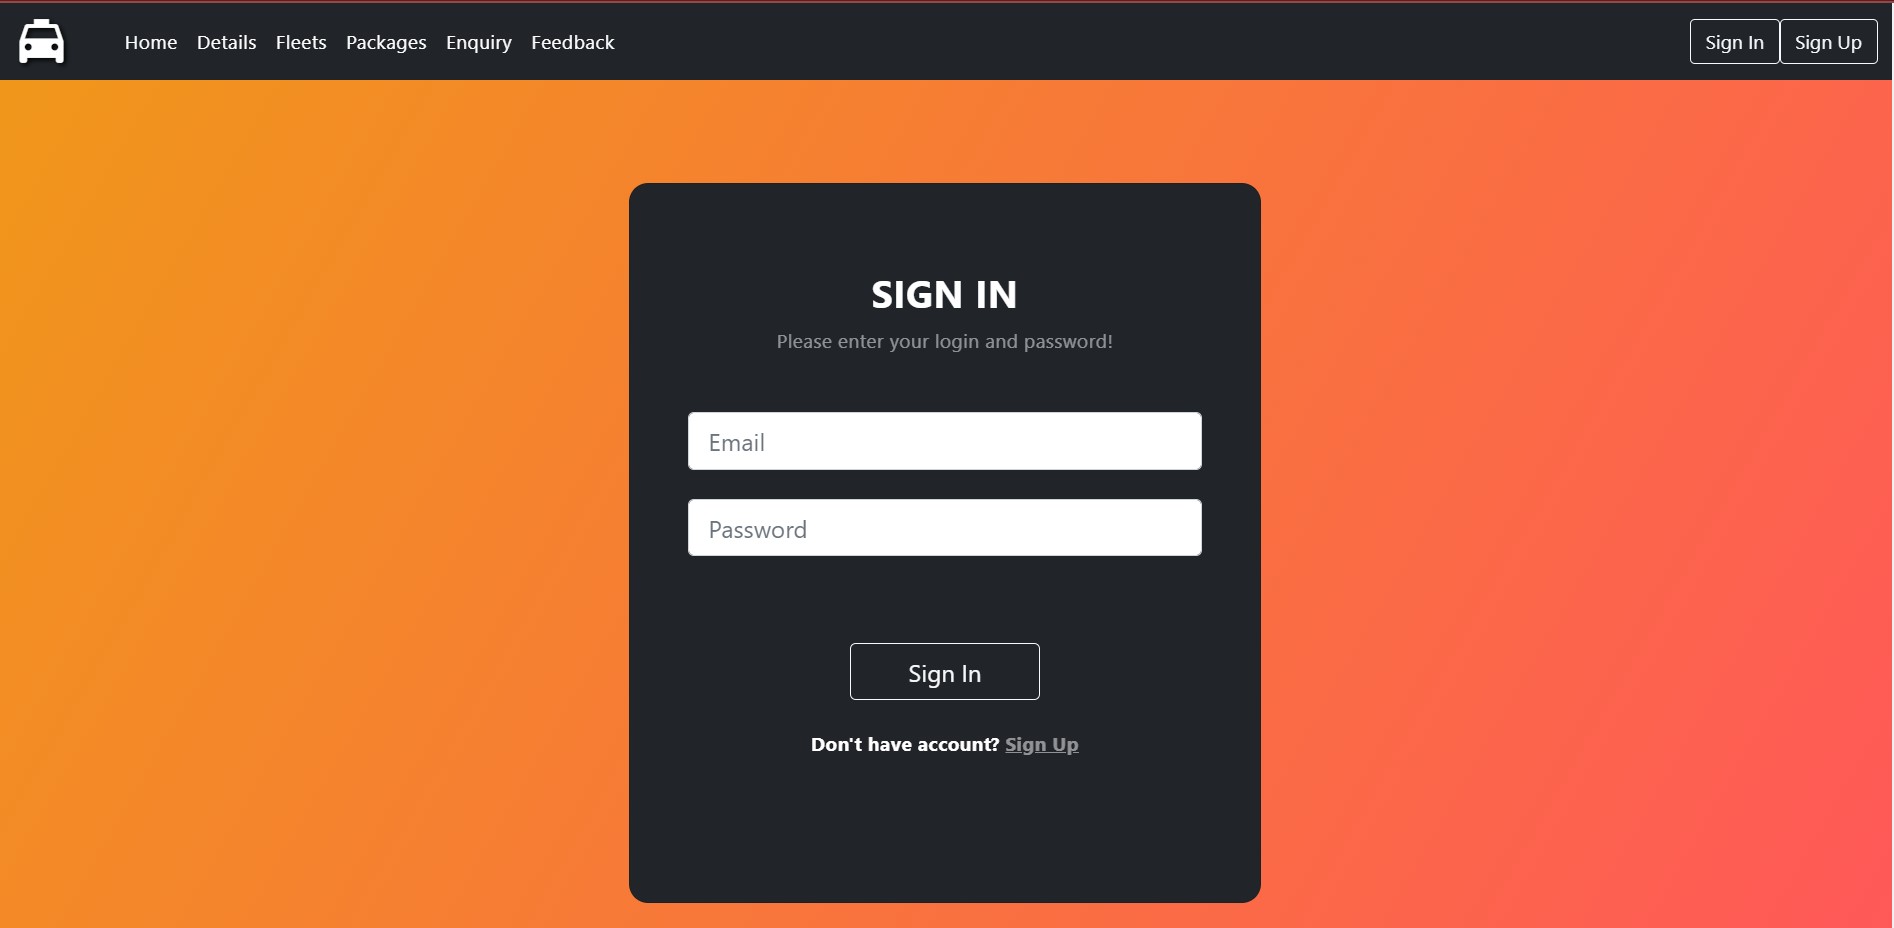 Home Details Fleets Packages Enquiry Feedback Sign In Sign Up
SIGN IN
Please enter your login and password!
Email
Password
Sign In
Don't have account? Sign Up